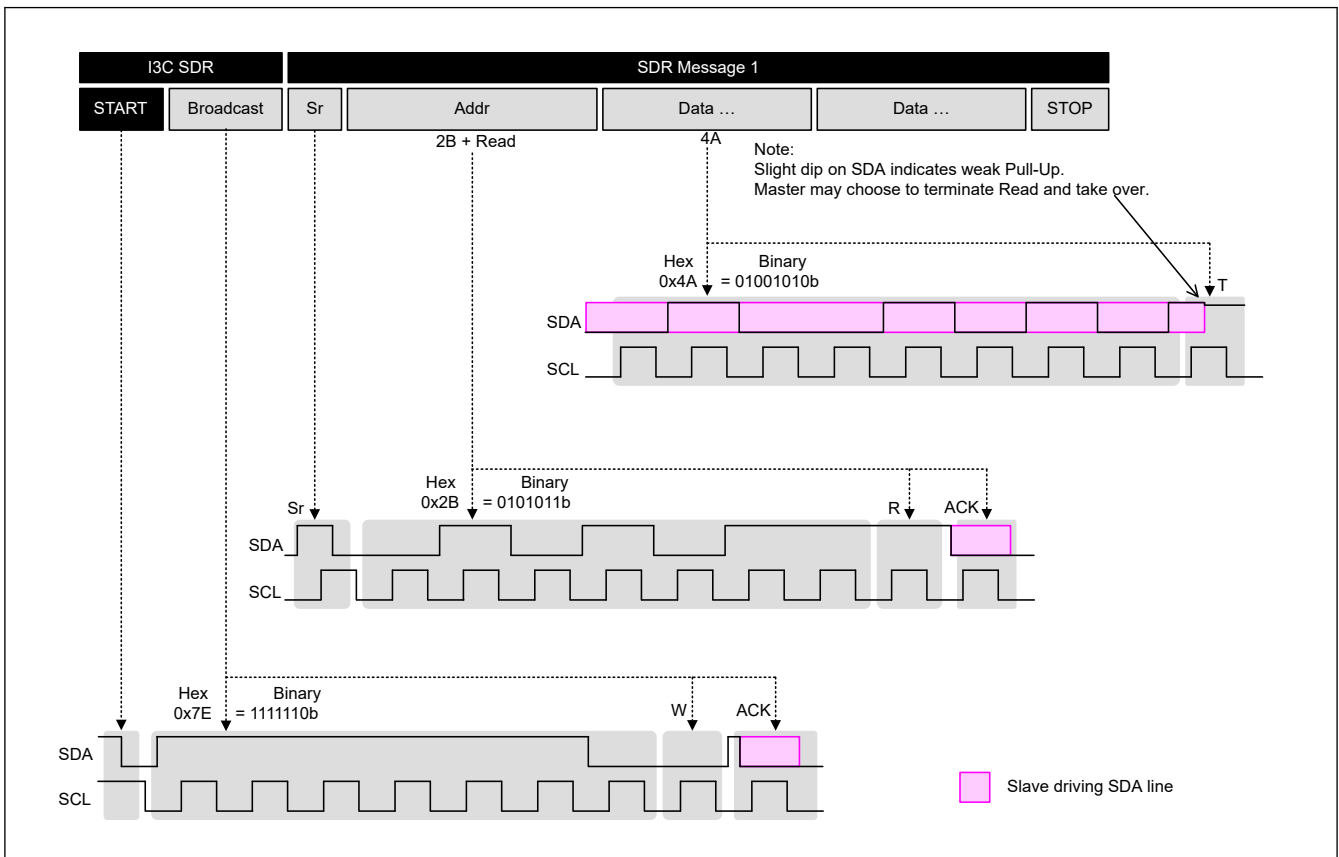 I3C SDR
SDR Message 1
START
Broadcast
Sr
Addr
Data …
Data …
STOP
2B + Read
4A
Note:
Slight dip on SDA indicates weak Pull-Up.
Master may choose to terminate Read and take over.
Hex Binary
0x4A = 01001010b
T
SDA
SCL
Hex Binary
0x2B = 0101011b
Sr
R
ACK
SDA
SCL
Hex Binary
0x7E = 1111110b
W
ACK
SDA
SCL
Slave driving SDA line